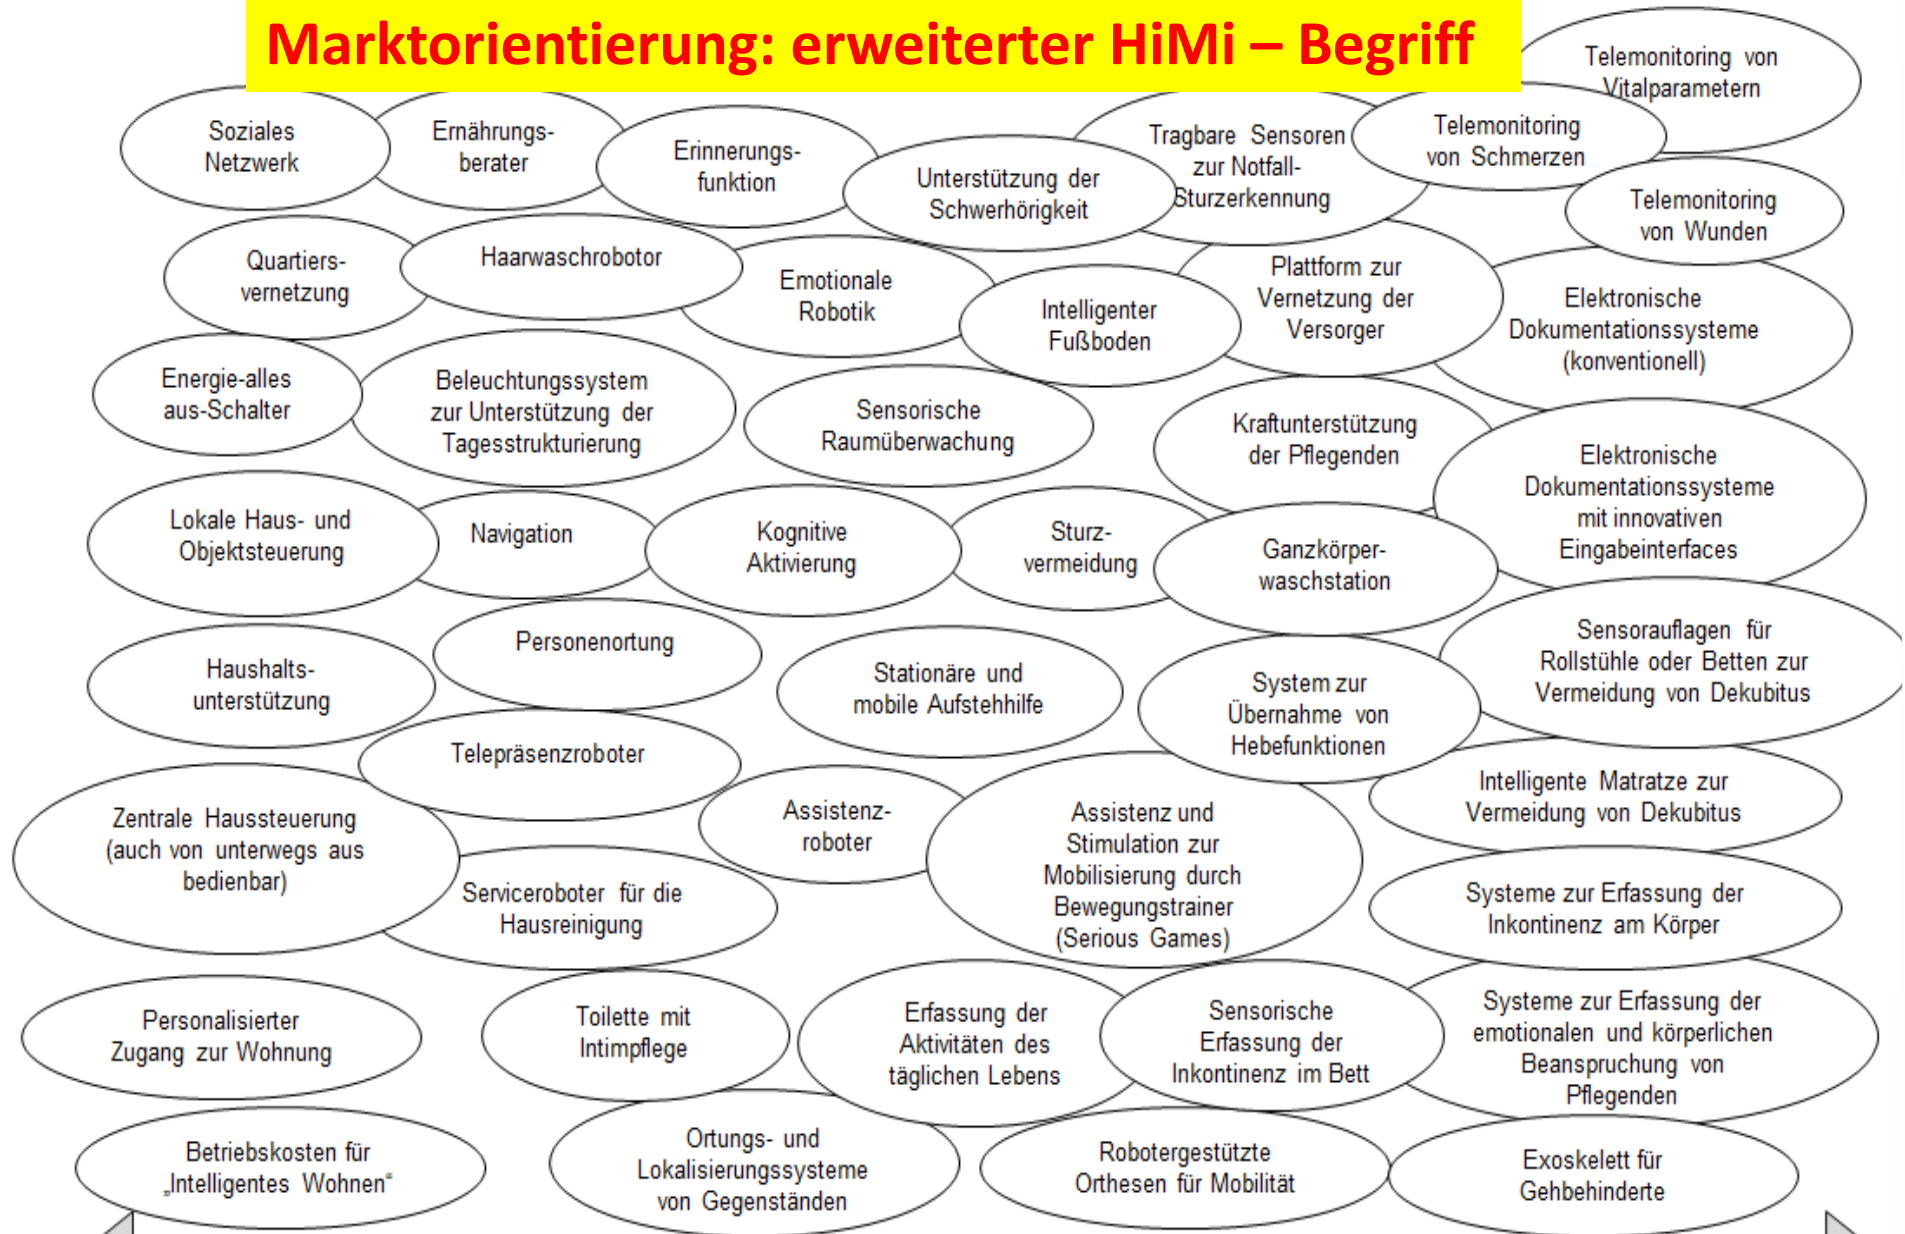 Marktorientierung: erweiterter HiMi – Begriff
Telemonitoring von
Vitalparametern
Soziales
Netzwerk
Ernährungs-
berater
Erinnerungs-
funktion
Unterstützung der
Schwerhörigkeit
Tragbare Sensoren
zur Notfall-
Sturzerkennung
Telemonitoring
von Schmerzen
Telemonitoring
von Wunden
Quartiers-
vernetzung
Haarwaschrobotor
Emotionale
Robotik
Intelligenter
Fußboden
Plattform zur
Vernetzung der
Versorger
Elektronische
Dokumentationssysteme
(konventionell)
Energie-alles
aus-Schalter
Beleuchtungssystem
zur Unterstützung der
Tagesstrukturierung
Sensorische
Raumüberwachung
Kraftunterstützung
der Pflegenden
Elektronische
Dokumentationssysteme
mit innovativen
Eingabeinterfaces
Lokale Haus- und
Objektsteuerung
Navigation
Kognitive
Aktivierung
Sturz-
vermeidung
Ganzkörper-
waschstation
Haushalts-
unterstützung
Personenortung
Stationäre und
mobile Aufstehhilfe
System zur
Übernahme von
Hebefunktionen
Sensorauflagen für
Rollstühle oder Betten zur
Vermeidung von Dekubitus
Telepräsenzroboter
Zentrale Haussteuerung
(auch von unterwegs aus
bedienbar)
Assistenz-
roboter
Assistenz und
Stimulation zur
Mobilisierung durch
Bewegungstrainer
(Serious Games)
Intelligente Matratze zur
Vermeidung von Dekubitus
Serviceroboter für die
Hausreinigung
Systeme zur Erfassung der
Inkontinenz am Körper
Personalisierter
Zugang zur Wohnung
Toilette mit
Intimpflege
Erfassung der
Aktivitäten des
täglichen Lebens
Sensorische
Erfassung der
Inkontinenz im Bett
Systeme zur Erfassung der
emotionalen und körperlichen
Beanspruchung von
Pflegenden
Betriebskosten für
„Intelligentes Wohnen“
Ortungs- und
Lokalisierungssysteme
von Gegenständen
Robotergestützte
Orthesen für Mobilität
Exoskelett für
Gehbehinderte